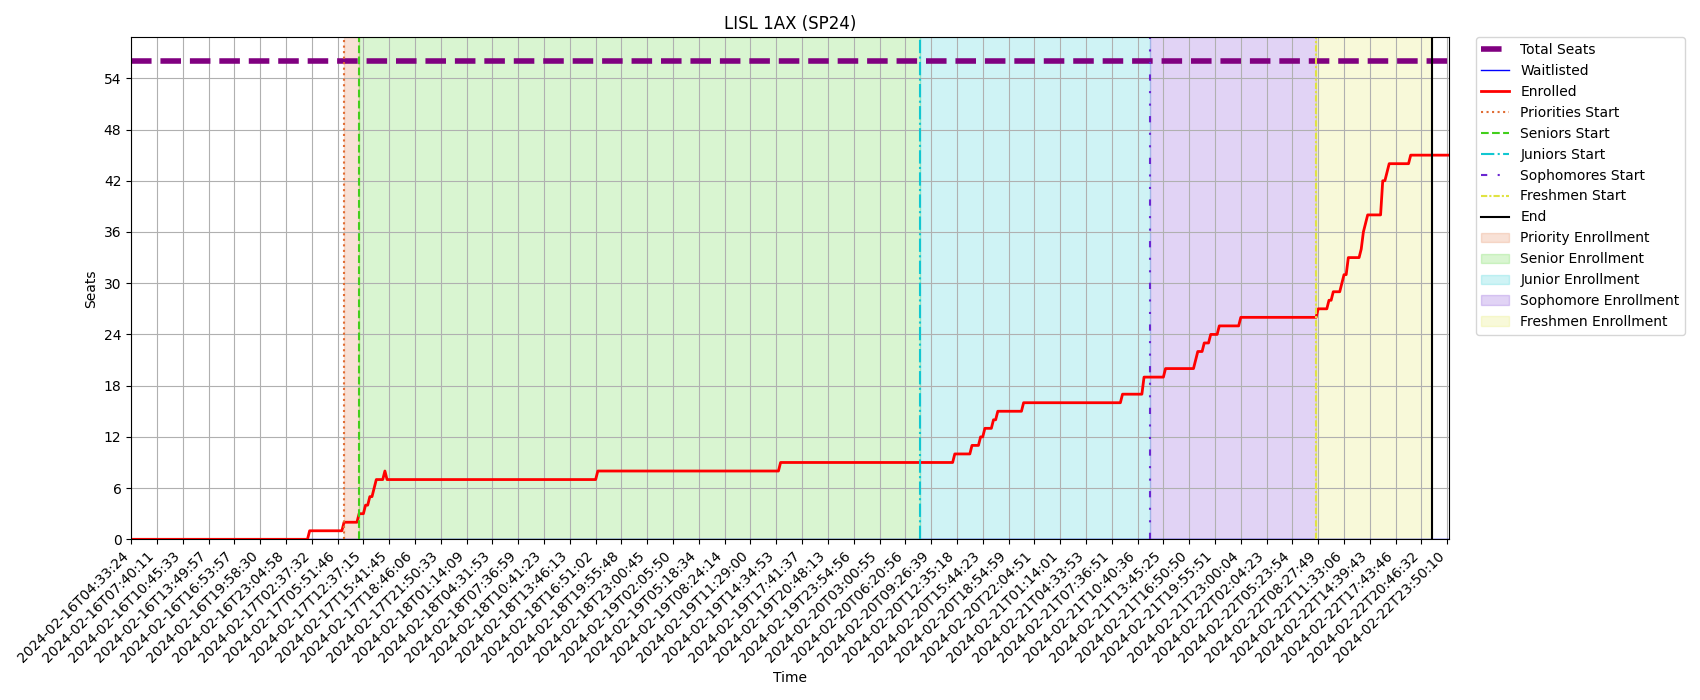 LISL 1AX (SP24)
Total Seats
Waitlisted
Enrolled
Priorities Start
Seniors Start
Juniors Start
Sophomores Start
Freshmen Start
End
Priority Enrollment
Senior Enrollment
Junior Enrollment
Sophomore Enrollment
Freshmen Enrollment
Seats
54
48
42
36
30
24
18
12
6
0
2024-02-16T04:33:24
2024-02-16T07:40:11
2024-02-16T10:45:33
2024-02-16T13:49:57
2024-02-16T16:53:57
2024-02-16T19:58:30
2024-02-16T23:04:58
2024-02-17T02:37:32
2024-02-17T05:51:46
2024-02-17T12:37:15
2024-02-17T15:41:45
2024-02-17T18:46:06
2024-02-17T21:50:33
2024-02-18T01:14:09
2024-02-18T04:31:53
2024-02-18T07:36:59
2024-02-18T10:41:23
2024-02-18T13:46:13
2024-02-18T16:51:02
2024-02-18T19:55:48
2024-02-18T23:00:45
2024-02-19T02:05:50
2024-02-19T05:18:34
2024-02-19T08:24:14
2024-02-19T11:29:00
2024-02-19T14:34:53
2024-02-19T17:41:37
2024-02-19T20:48:13
2024-02-19T23:54:56
2024-02-20T03:00:55
2024-02-20T06:20:56
2024-02-20T09:26:39
2024-02-20T12:35:18
2024-02-20T15:44:23
2024-02-20T18:54:59
2024-02-20T22:04:51
2024-02-21T01:14:01
2024-02-21T04:33:53
2024-02-21T07:36:51
2024-02-21T10:40:36
2024-02-21T13:45:25
2024-02-21T16:50:50
2024-02-21T19:55:51
2024-02-21T23:00:04
2024-02-22T02:04:23
2024-02-22T05:23:54
2024-02-22T08:27:49
2024-02-22T11:33:06
2024-02-22T14:39:43
2024-02-22T17:43:46
2024-02-22T20:46:32
2024-02-22T23:50:10
Time